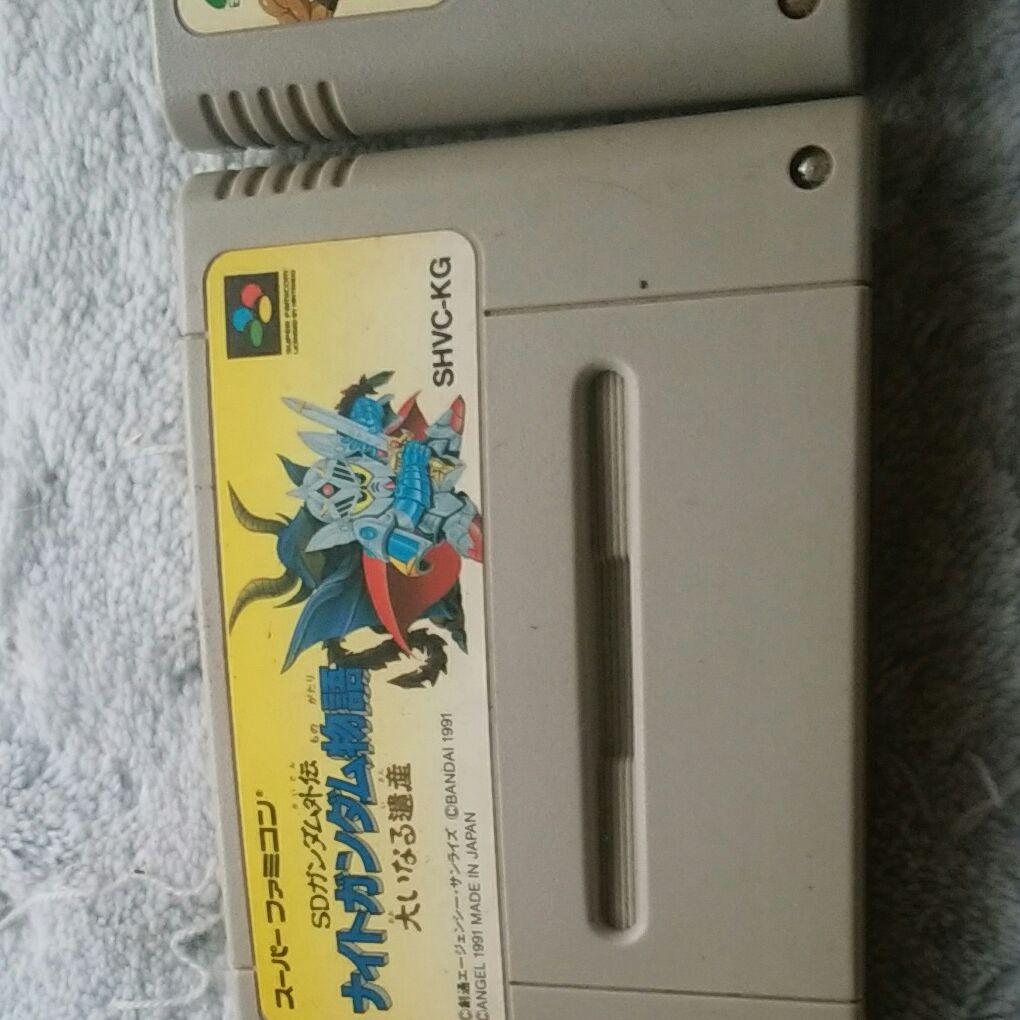 スーパーファミコン®
SDガンダム外伝
ナイトガンダム物語
大いなる遺産
©創通エージェンシー・サンライズ ©BANDAI 1991
©ANGEL 1991 MADE IN JAPAN
SUPER FAMICOM
LICENSED BY NINTENDO
SHVC-KG